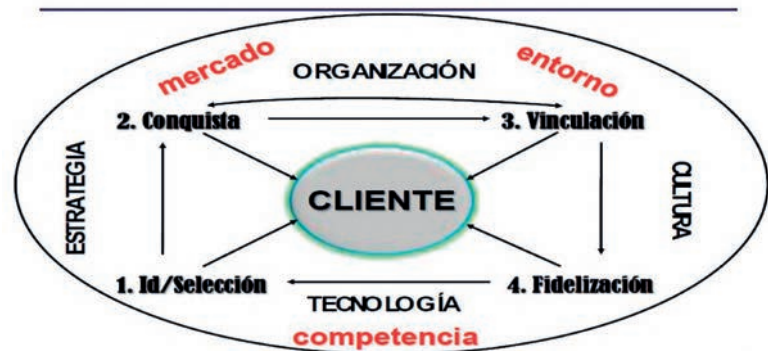 mercado
entorno
ORGANIZACIÓN
2. Conquista
3. Vinculación
ESTRATEGIA
CLIENTE
CULTURA
1. Id/Selección
4. Fidelización
TECNOLOGÍA
competencia